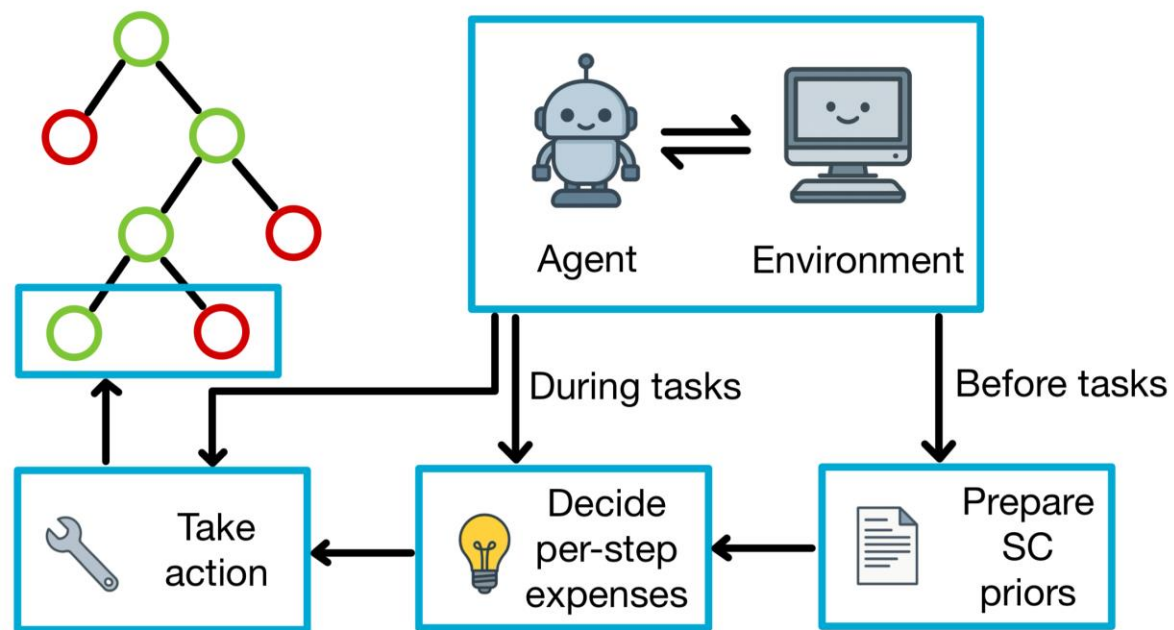 Agent
Environment
During tasks
Before tasks
Take
action
Decide
per-step
expenses
Prepare
SC
priors